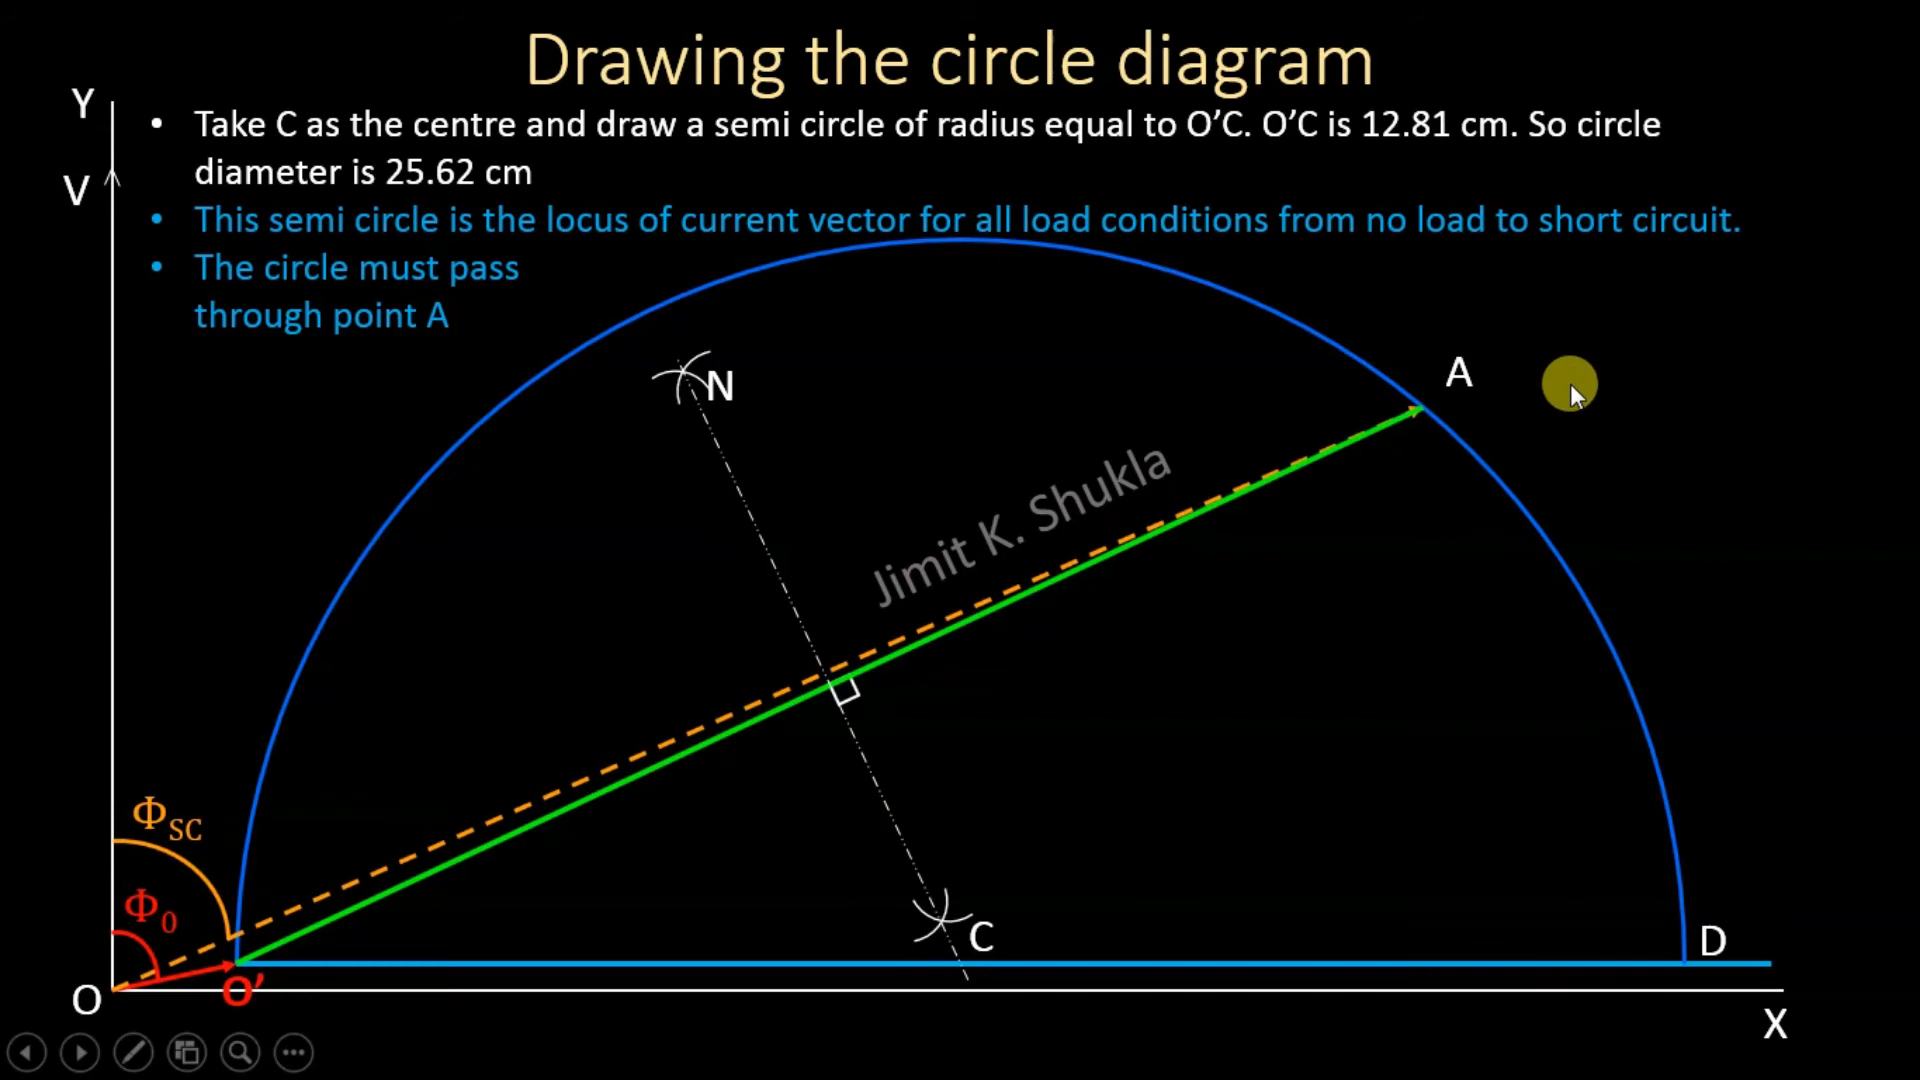 Drawing the circle diagram
Y
• Take C as the centre and draw a semi circle of radius equal to O’C. O’C is 12.81 cm. So circle
diameter is 25.62 cm
V
• This semi circle is the locus of current vector for all load conditions from no load to short circuit.
• The circle must pass
through point A
A
N
Jimit K. Shukla
Φ_SC
Φ_0
C
D
O
O'
X